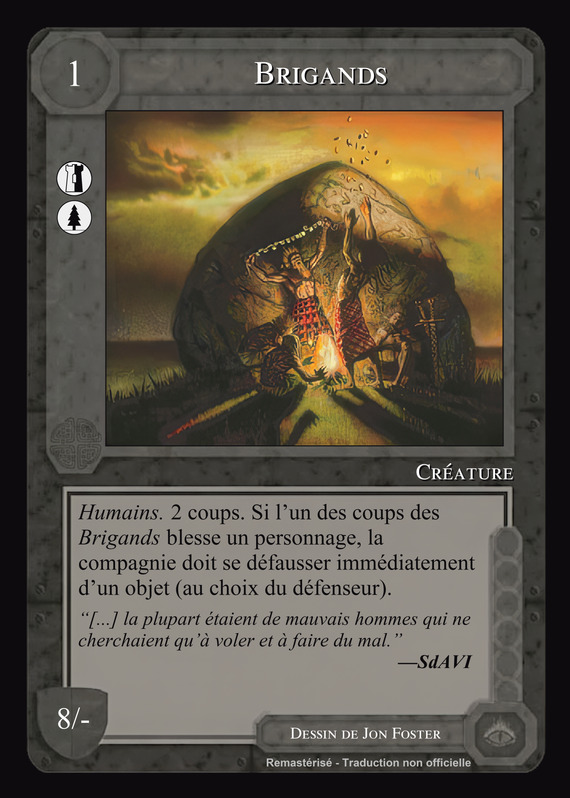 1
BRIGANDS
CRÉATURE
Humains. 2 coups. Si l’un des coups des
Brigands blesse un personnage, la
compagnie doit se défausser immédiatement
d’un objet (au choix du défenseur).
“[...] la plupart étaient de mauvais hommes qui ne
cherchaient qu’à voler et à faire du mal.”
—SdAVI
8/-
DESSIN DE JON FOSTER
Remastérisé - Traduction non officielle